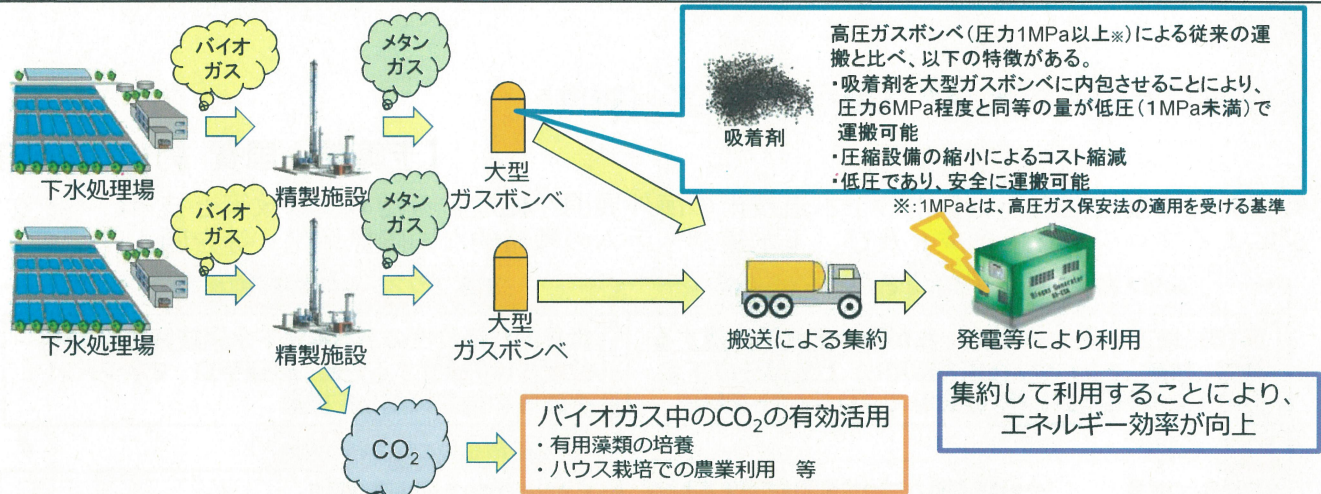 バイオ
ガス
メタン
ガス
下水処理場
精製施設
大型
ガスボンベ
吸着剤
高圧ガスボンベ（圧力1MPa以上※）による従来の運
搬と比べ、以下の特徴がある。
・吸着剤を大型ガスボンベに内包させることにより、
圧力6MPa程度と同等の量が低圧（1MPa未満）で
運搬可能
・圧縮設備の縮小によるコスト縮減
・低圧であり、安全に運搬可能
※：1MPaとは、高圧ガス保安法の適用を受ける基準
バイオ
ガス
メタン
ガス
下水処理場
精製施設
大型
ガスボンベ
搬送による集約
Biogas Generator
発電等により利用
CO₂
バイオガス中のCO₂の有効活用
・有用藻類の培養
・ハウス栽培での農業利用　等
集約して利用することにより、
エネルギー効率が向上